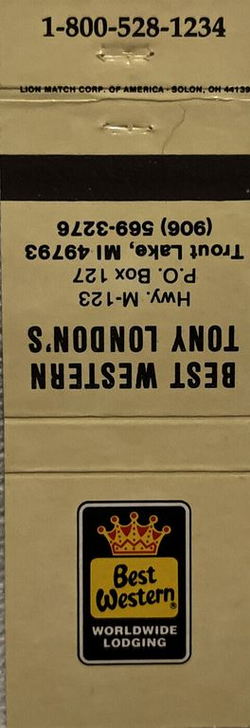 1-800-528-1234
LION MATCH CORP. OF AMERICA - SOLON, OH 44139
BEST WESTERN
TONY LONDON'S
Hwy. M-123
P.O. Box 127
Trout Lake, MI 49793
(906) 569-3276
Best
Western®
WORLDWIDE
LODGING